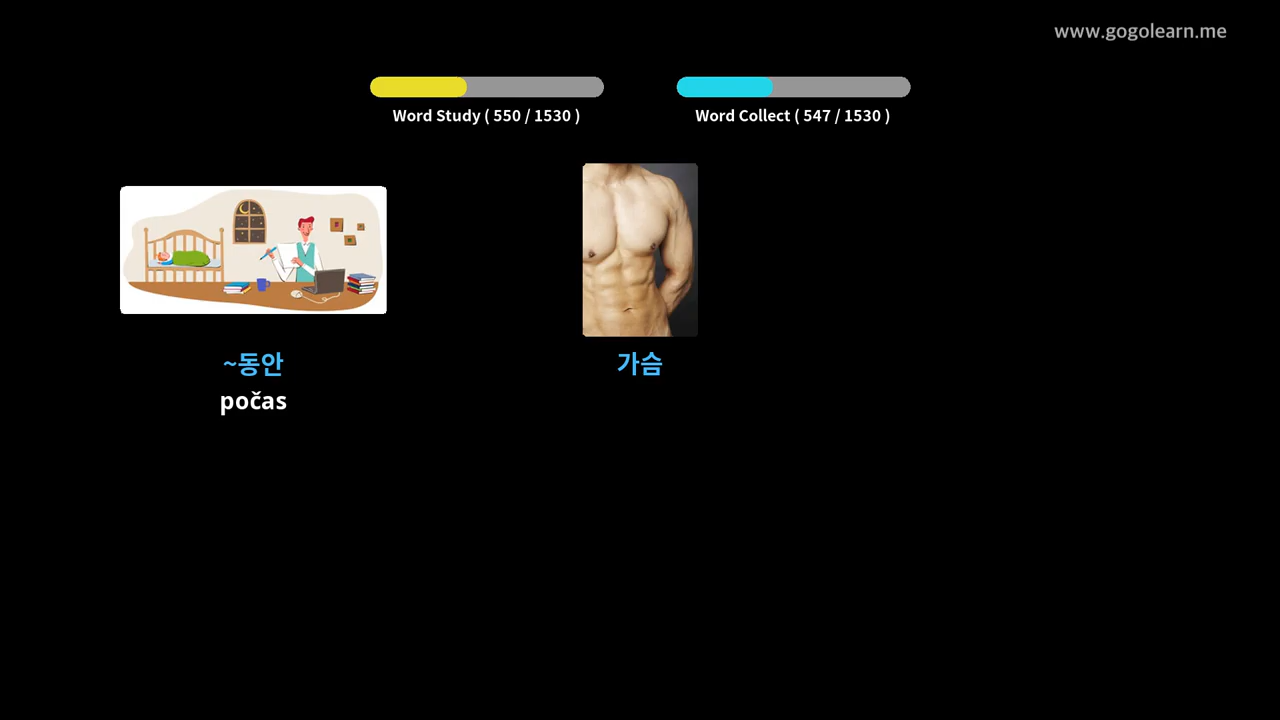 www.gogolearn.me
Word Study ( 550 / 1530 )
Word Collect ( 547 / 1530 )
~동안
počas
가슴